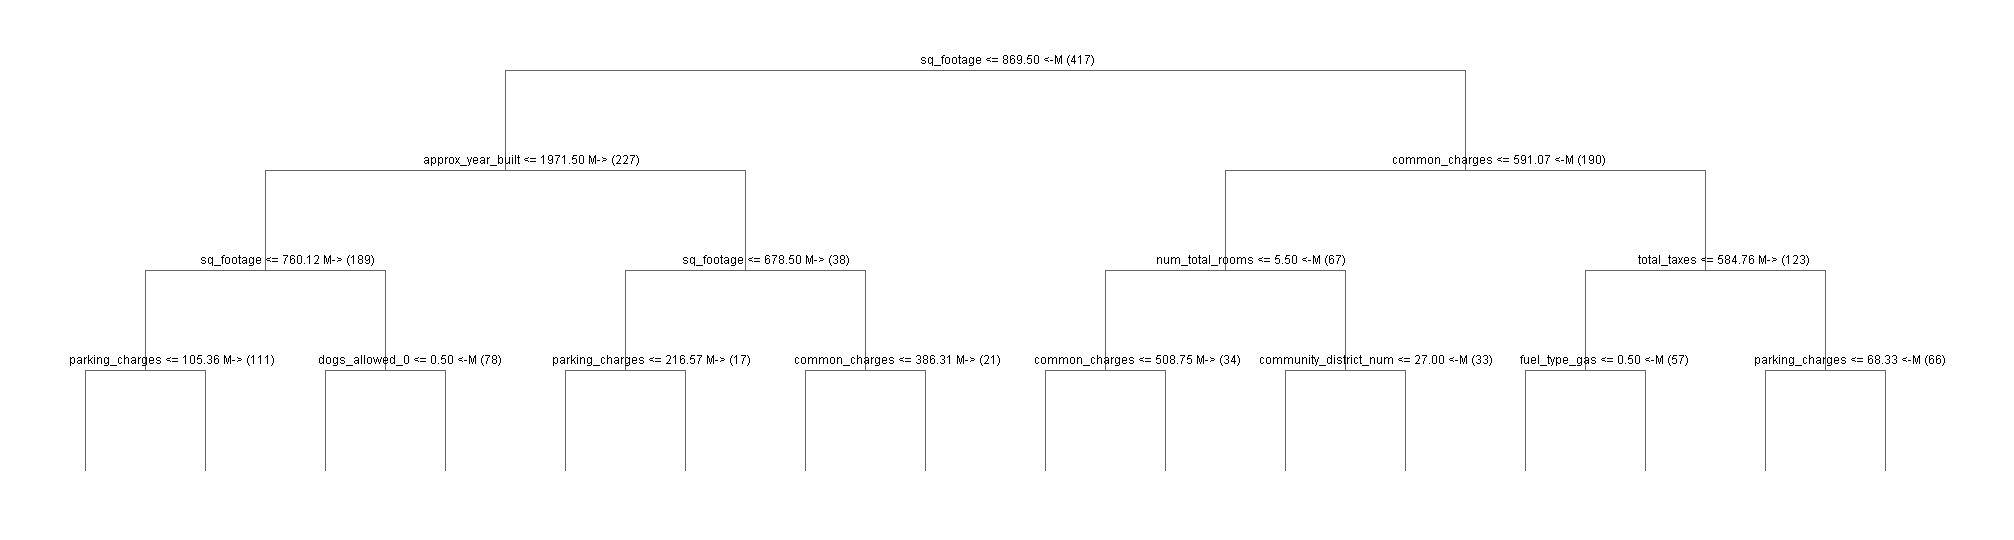 sq_footage <= 869.50 <-M (417)
approx_year_built <= 1971.50 M-> (227)
common_charges <= 591.07 <-M (190)
sq_footage <= 760.12 M-> (189)
sq_footage <= 678.50 M-> (38)
num_total_rooms <= 5.50 <-M (67)
total_taxes <= 584.76 M-> (123)
parking_charges <= 105.36 M-> (111)
dogs_allowed_0 <= 0.50 <-M (78)
parking_charges <= 216.57 M-> (17)
common_charges <= 386.31 M-> (21)
common_charges <= 508.75 M-> (34)
community_district_num <= 27.00 <-M (33)
fuel_type_gas <= 0.50 <-M (57)
parking_charges <= 68.33 <-M (66)